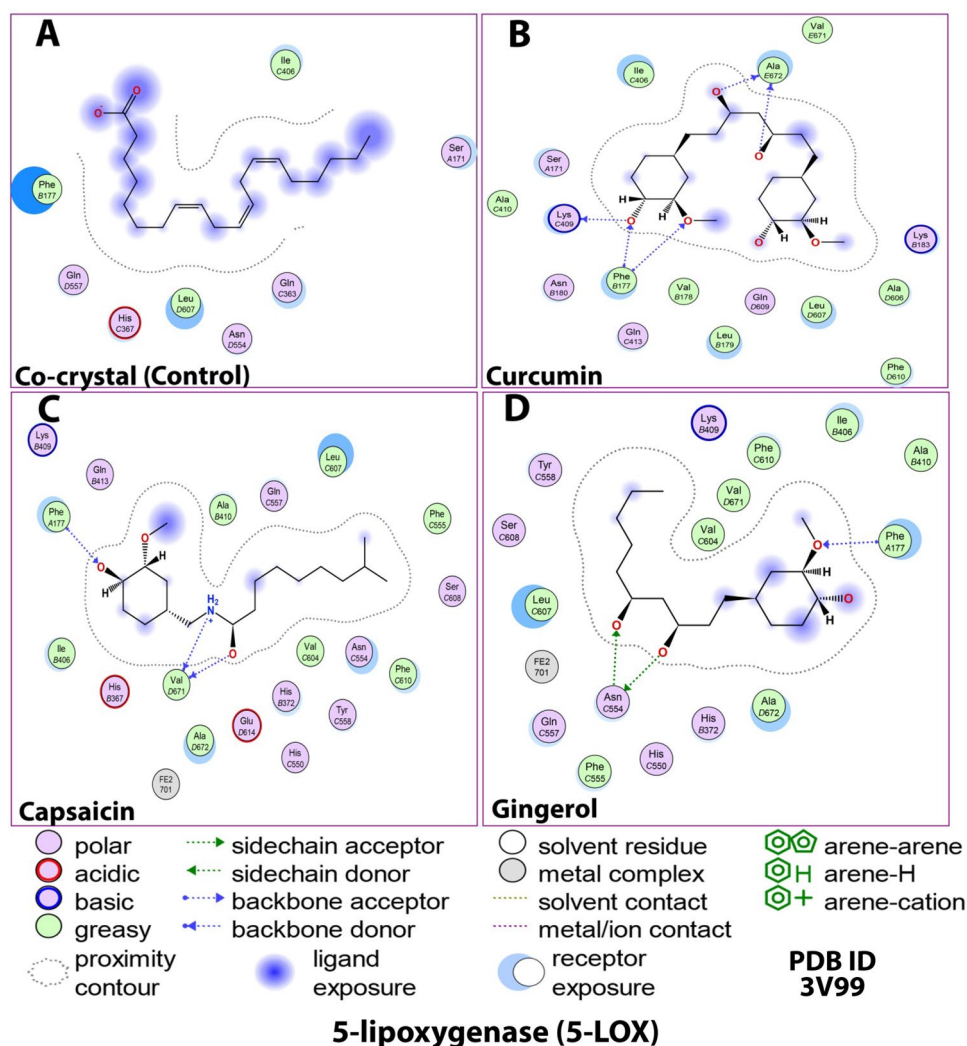 A
Ile
C406
O
O-
Ser
A171
Phe
B177
Gln
D557
His
C367
Leu
D607
Asn
D554
Gln
C363
Co-crystal (Control)
B
Val
E671
Ile
C406
Ala
E672
O
O
Ser
A171
Ala
C410
Lys
C409
H
H
O
O
H
H
O
O
Lys
B183
Asn
B180
Phe
B177
Val
B178
Gln
D609
Leu
D607
Ala
D606
Gln
C413
Leu
B179
Phe
D610
Curcumin
C
Lys
B409
Gln
B413
Phe
A177
Ala
B410
Gln
C557
Leu
C607
Phe
C555
O
O
H
H
NH2
+
O
Ser
C608
Ile
B406
His
B367
Val
D671
Val
C604
Asn
C554
Phe
C610
Ala
D672
Glu
D614
His
B372
Tyr
C558
His
C550
FE2
701
Capsaicin
D
Lys
B409
Ile
B406
Phe
C610
Ala
B410
Tyr
C558
Val
D671
Ser
C608
Val
C604
Phe
A177
O
H
O
H
Leu
C607
O
O
FE2
701
Asn
C554
Gln
C557
His
B372
Ala
D672
Phe
C555
His
C550
Gingerol
polar
acidic
basic
greasy
proximity
contour
sidechain acceptor
sidechain donor
backbone acceptor
backbone donor
ligand
exposure
solvent residue
metal complex
solvent contact
metal/ion contact
receptor
exposure
arene-arene
H arene-H
+ arene-cation
PDB ID
3V99
5-lipoxygenase (5-LOX)